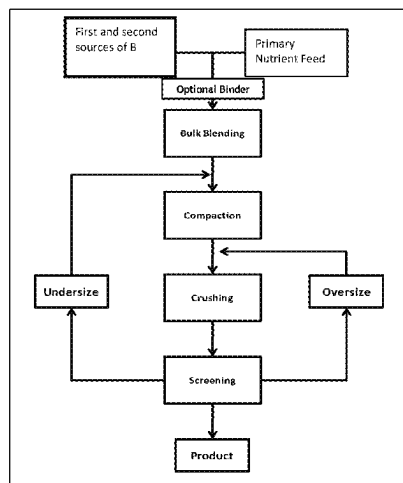 First and second
sources of B
Primary
Nutrient Feed
Optional Binder
Bulk Blending
Compaction
Undersize
Crushing
Oversize
Screening
Product